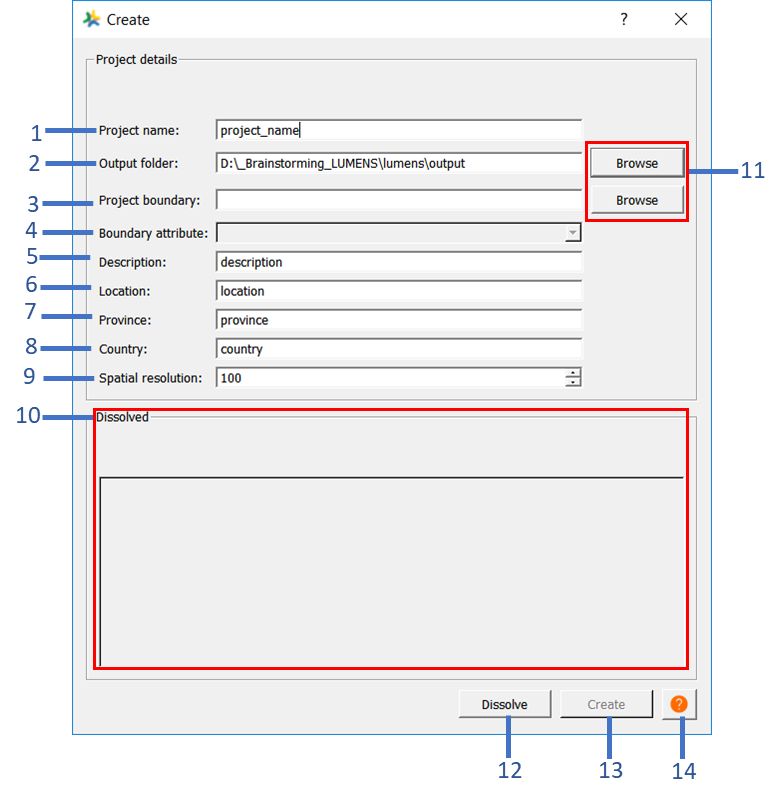 Create
?
Project details
1 Project name: project_name
2 Output folder: D:\_Brainstorming_LUMENS\lumens\output Browse
11
3 Project boundary: Browse
4 Boundary attribute:
5 Description: description
6 Location: location
7 Province: province
8 Country: country
9 Spatial resolution: 100
10 Dissolved
Dissolve Create ?
12 13 14